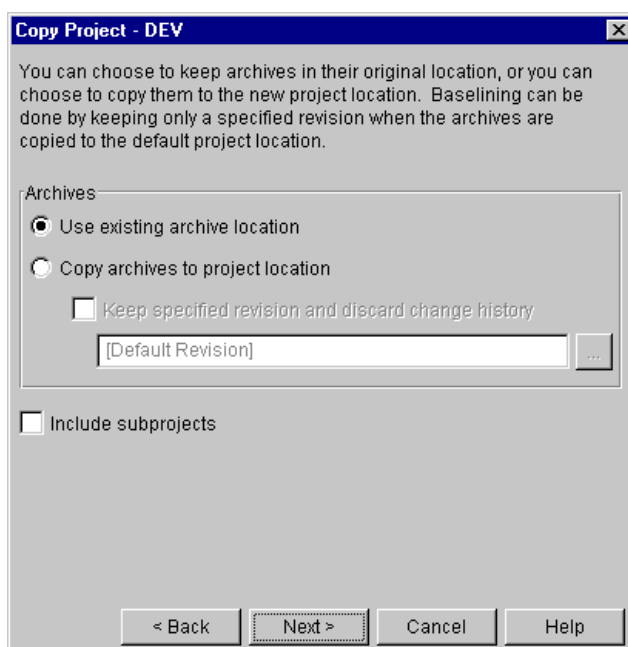 Copy Project - DEV
You can choose to keep archives in their original location, or you can
choose to copy them to the new project location.  Baselining can be
done by keeping only a specified revision when the archives are
copied to the default project location.
Archives
Use existing archive location
Copy archives to project location
Keep specified revision and discard change history
[Default Revision]
...
Include subprojects
< Back
Next >
Cancel
Help